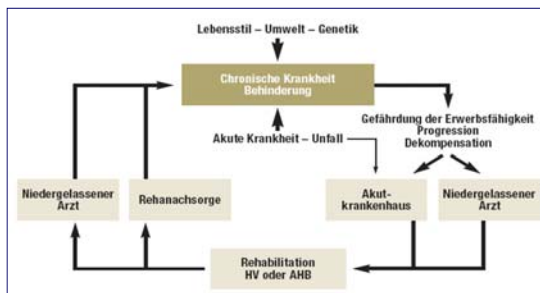 Lebensstil – Umwelt – Genetik
Chronische Krankheit
Behinderung
Gefährdung der Erwerbsfähigkeit
Progression
Dekompensation
Akute Krankheit – Unfall
Niedergelassener
Arzt
Rehanachsorge
Akut-
krankenhaus
Niedergelassener
Arzt
Rehabilitation
HV oder AHB